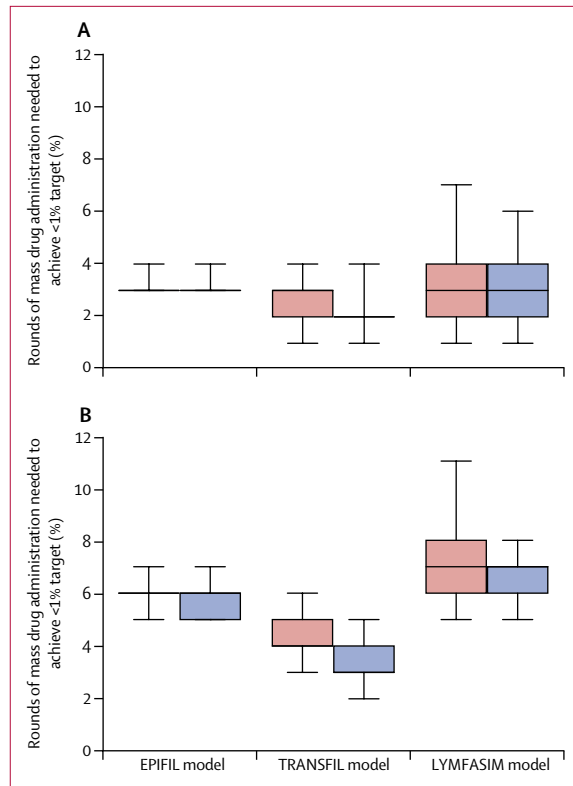 A
Rounds of mass drug administration needed to
achieve <1% target (%)
12
10
8
6
4
2
0
B
Rounds of mass drug administration needed to
achieve <1% target (%)
12
10
8
6
4
2
0
EPIFIL model
TRANSFIL model
LYMFASIM model